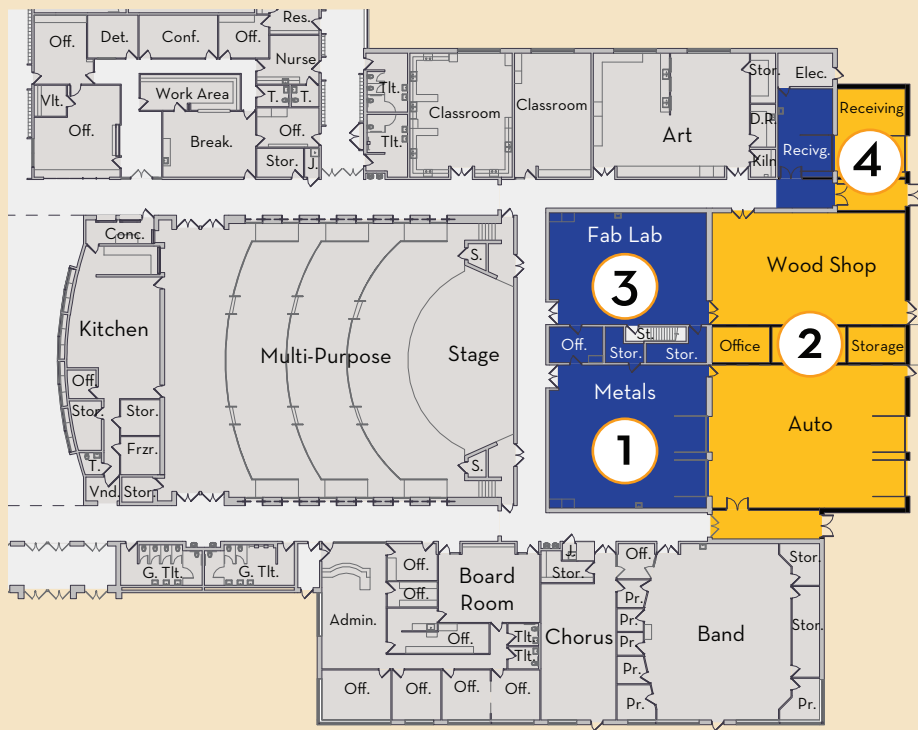 Res.
Off.
Det.
Conf.
Off.
Nurse
Vlt.
Work Area
T.
T.
Off.
Break.
Off.
Stor.
J.
Tlt.
Tlt.
Classroom
Classroom
Art
Stor.
D.R.
Kiln
Elec.
Recivg.
Receiving
4
Conc.
Kitchen
Off.
Stor.
Stor.
T.
Frzr.
Vnd.
Stor.
Multi-Purpose
Stage
S.
S.
Fab Lab
3
St.
Off.
Stor.
Stor.
Metals
1
Wood Shop
Office
2
Storage
Auto
G. Tlt.
G. Tlt.
Admin.
Off.
Off.
Off.
Board
Room
Tlt.
Tlt.
Off.
Off.
Off.
Off.
J.
Stor.
Chorus
Off.
Pr.
Pr.
Pr.
Pr.
Pr.
Band
Stor.
Stor.
Pr.